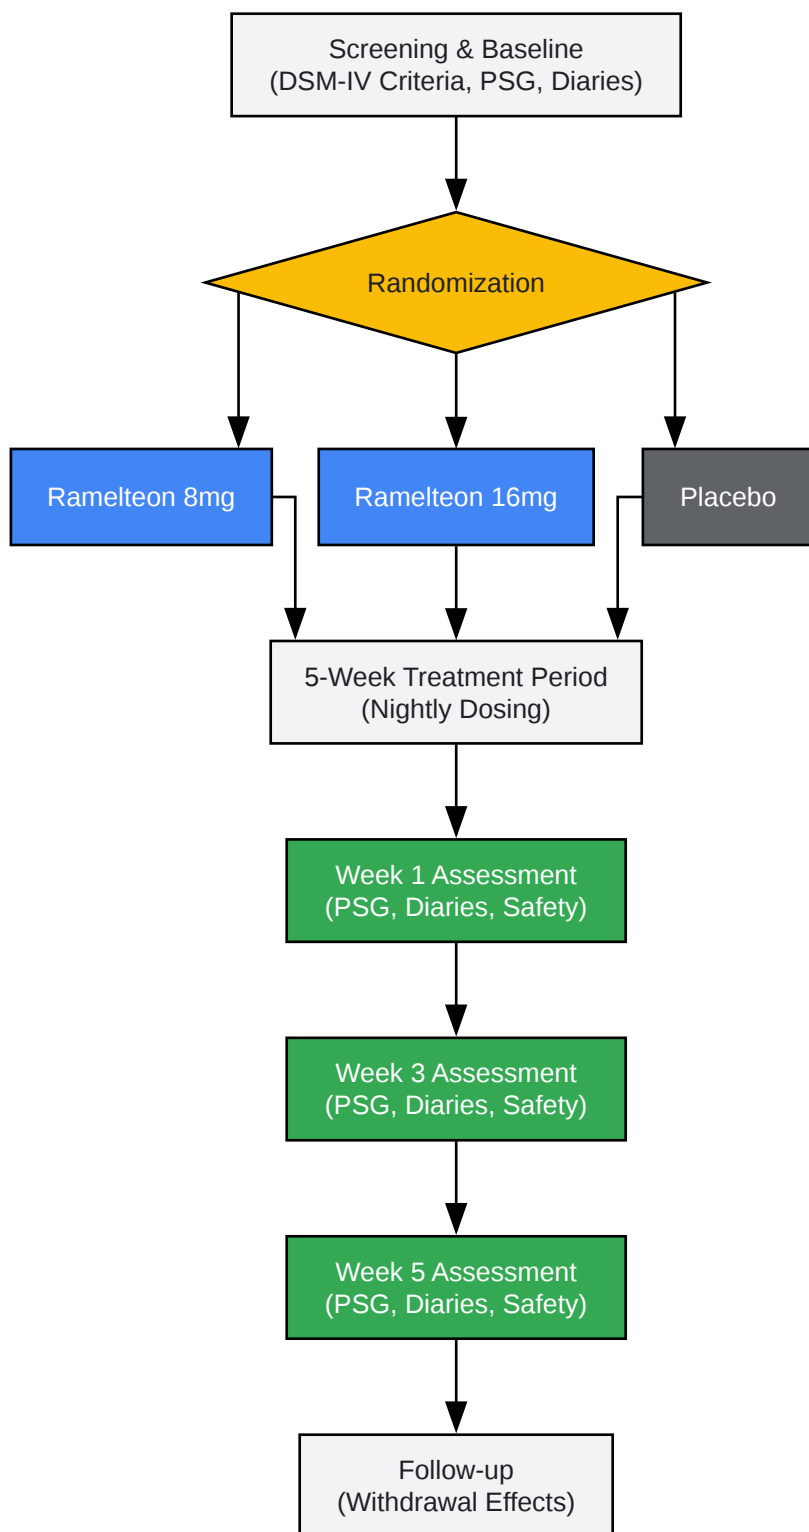 Screening & Baseline
(DSM-IV Criteria, PSG, Diaries)
Randomization
Ramelteon 8mg
Ramelteon 16mg
Placebo
5-Week Treatment Period
(Nightly Dosing)
Week 1 Assessment
(PSG, Diaries, Safety)
Week 3 Assessment
(PSG, Diaries, Safety)
Week 5 Assessment
(PSG, Diaries, Safety)
Follow-up
(Withdrawal Effects)